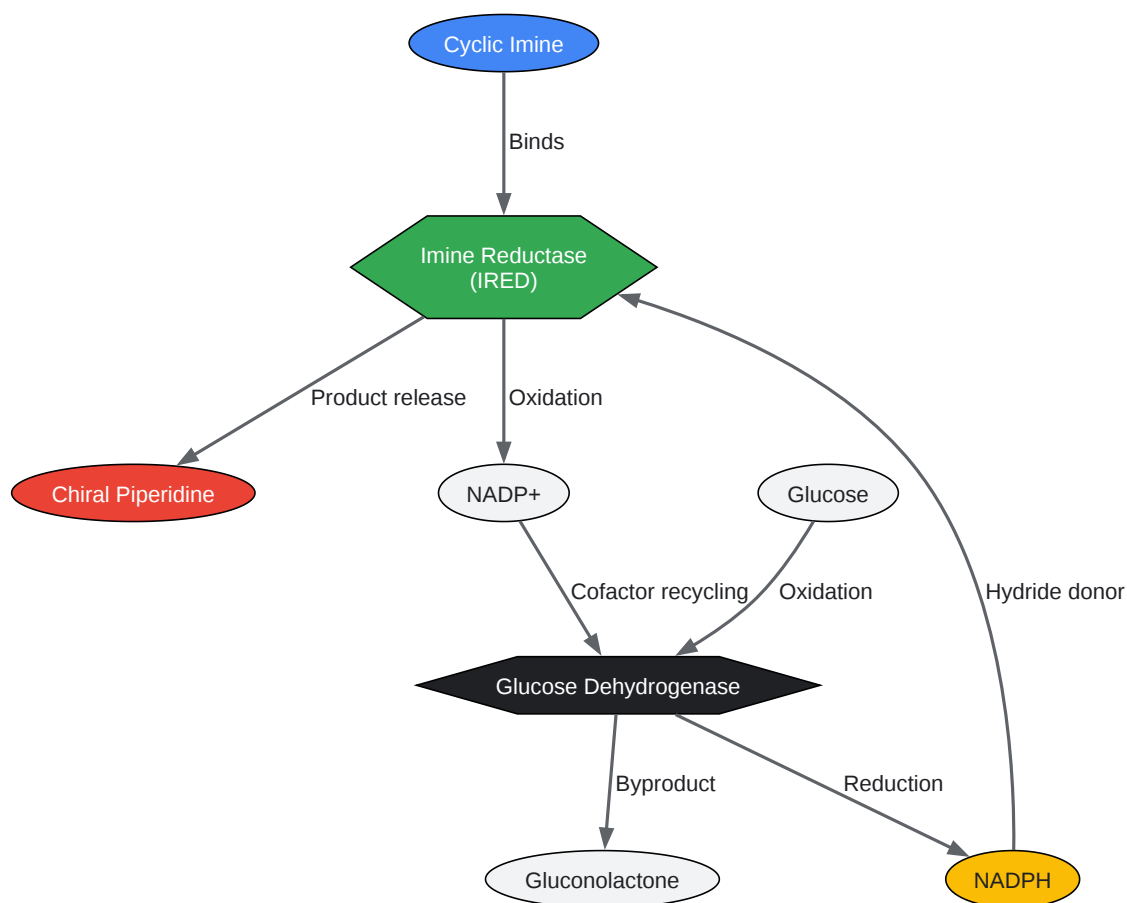 Cyclic Imine
Binds
Imine Reductase
(IRED)
Product release
Oxidation
Chiral Piperidine
NADP+
Glucose
Cofactor recycling
Oxidation
Hydride donor
Glucose Dehydrogenase
Byproduct
Reduction
Gluconolactone
NADPH